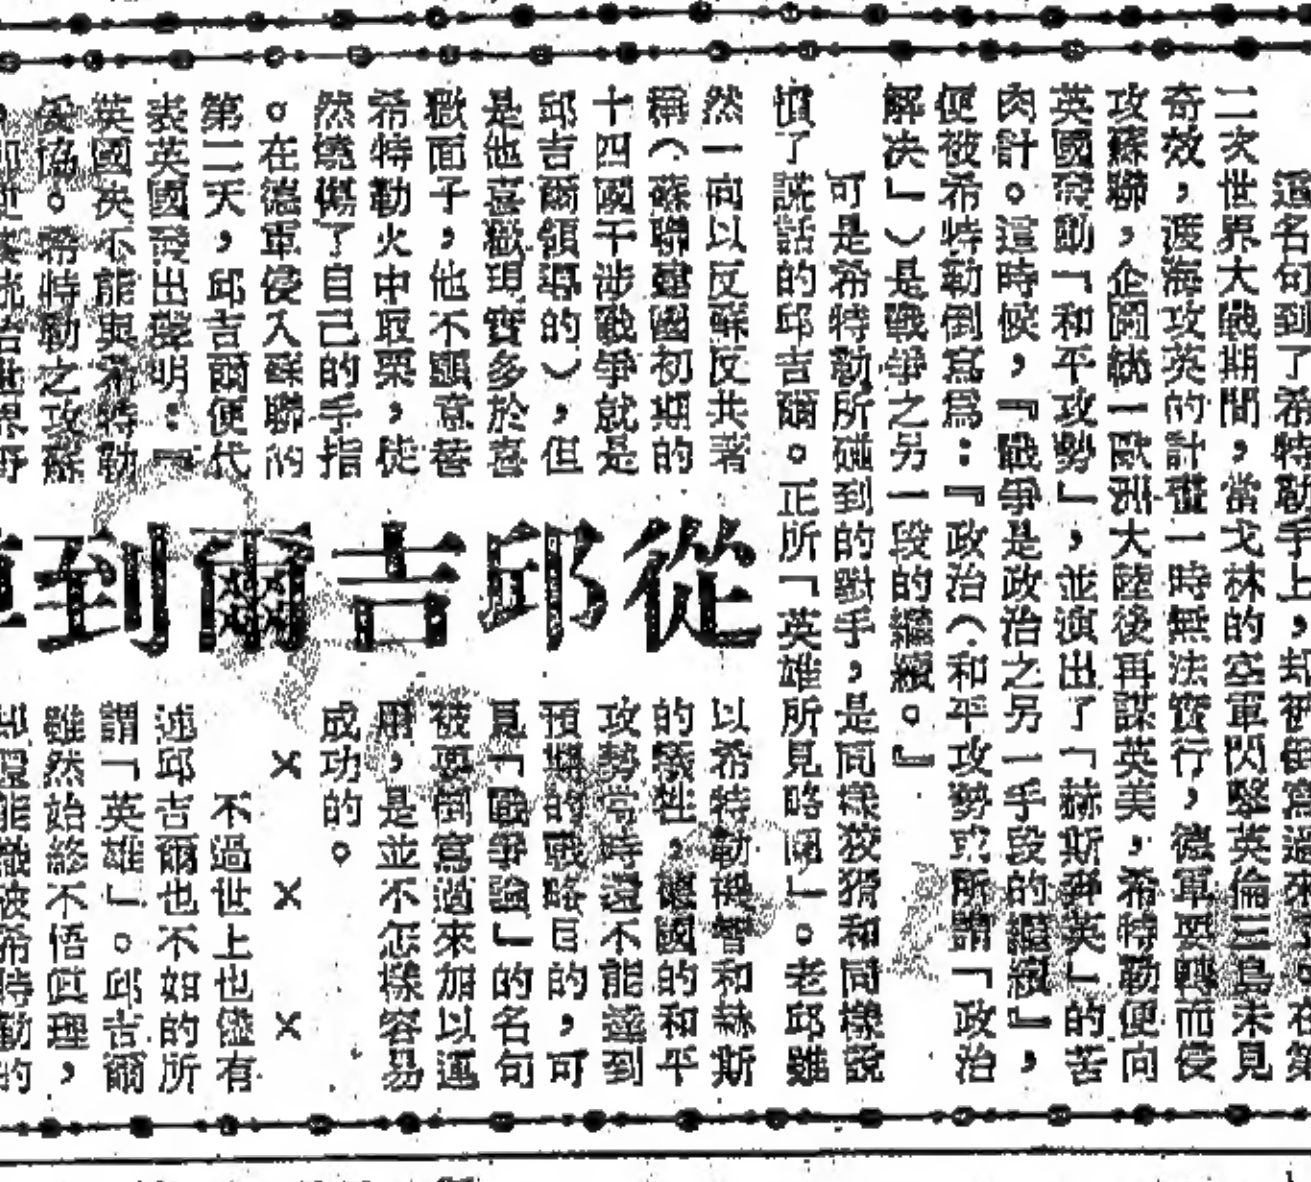 這名句到了希特勒手上，却被倒寫過來了。在第
二次世界大戰期間，當戈林的空軍閃擊英倫三島未見
奇效，渡海攻英的計畫一時無法實行，德軍要轉而侵
攻蘇聯，企圖統一歐洲大陸後再謀英美，希特勒便向
英國發動「和平攻勢」，並演出了「赫斯飛英」的苦
肉計。這時候，『戰爭是政治之另一手段的繼續』，
便被希特勒倒寫爲：『政治（和平攻勢亦所謂「政治
解決」）是戰爭之另一段的繼續。』
可是希特勒所碰到的對手，是同樣狡猾和同樣說
慣了謊話的邱吉爾。正所「英雄所見略同」。老邱雖
從邱吉爾到
然一向以反蘇反共著
稱（蘇聯建國初期的
十四國干涉戰爭就是
邱吉爾領導的），但
是他喜歡現實多於喜
歡面子，他不願意替
希特勒火中取栗，徒
然燒傷了自己的手指
。在德軍侵入蘇聯的
第二天，邱吉爾便代
表英國發出聲明：『
英國決不能與希特勒
妥協。希特勒之攻蘇
以希特勒機智和赫斯
的犧牲，德國的和平
攻勢當時還不能達到
預期的戰略目的，可
見「戰爭論」的名句
被要倒寫過來加以運
用，是並不怎樣容易
成功的。
×　×　×
不過世上也儘有
述邱吉爾也不如的所
謂「英雄」。邱吉爾
雖然始終不悟眞理，